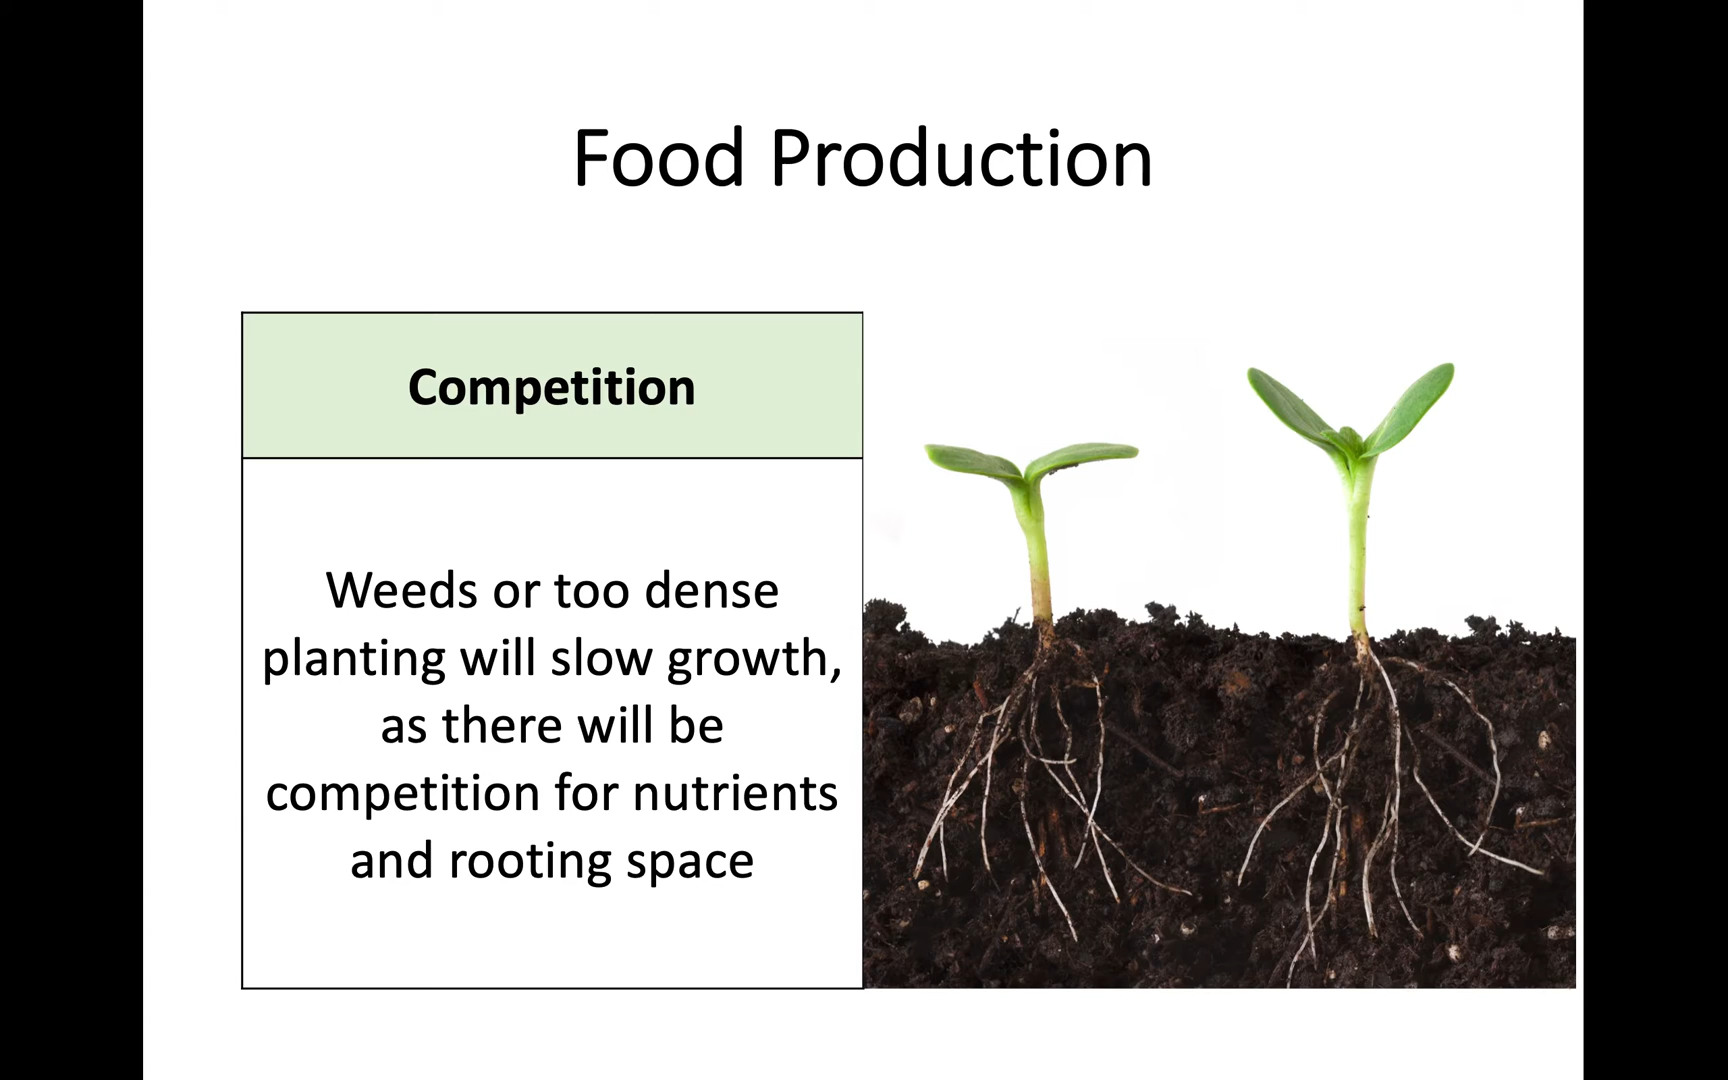 Food Production
Competition
Weeds or too dense
planting will slow growth,
as there will be
competition for nutrients
and rooting space